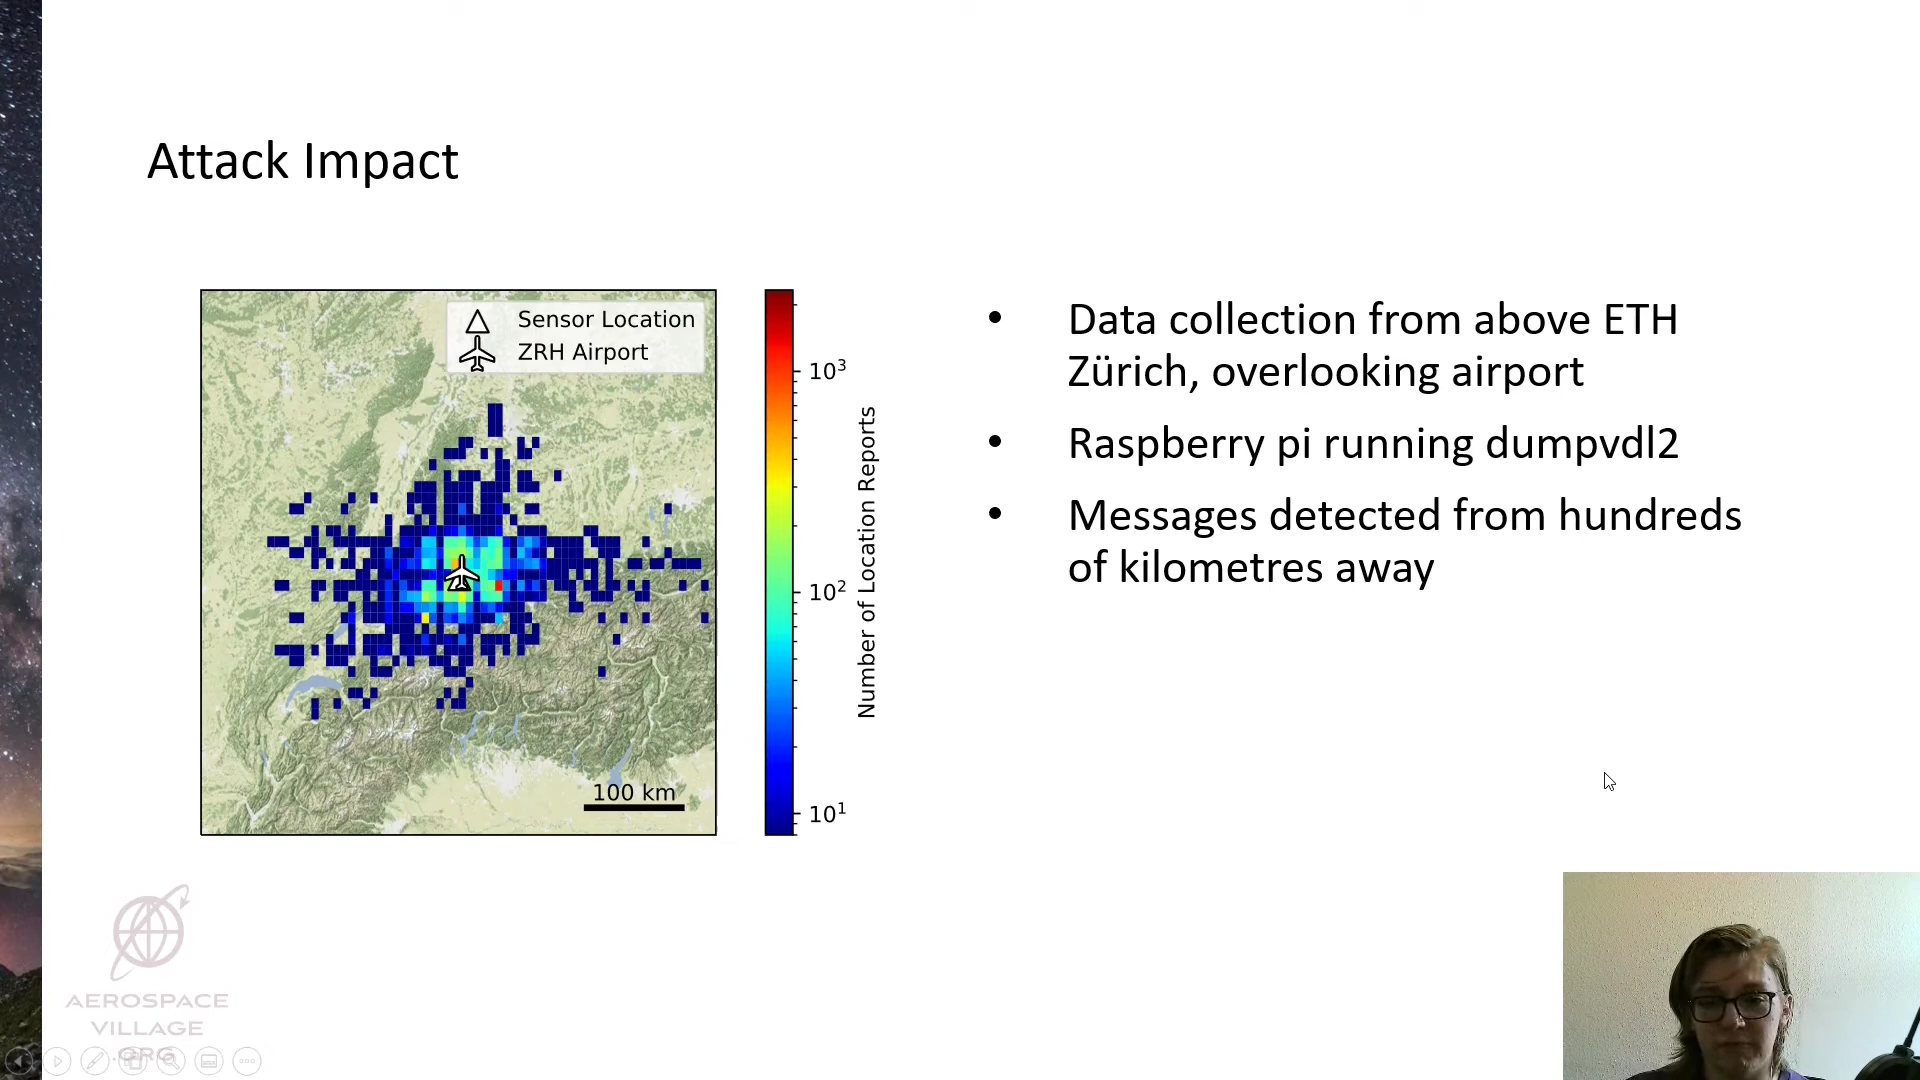 Attack Impact
Sensor Location
ZRH Airport
10³
10²
10¹
Number of Location Reports
100 km
• Data collection from above ETH
Zürich, overlooking airport
• Raspberry pi running dumpvdl2
• Messages detected from hundreds
of kilometres away
AEROSPACE
VILLAGE
.ORG